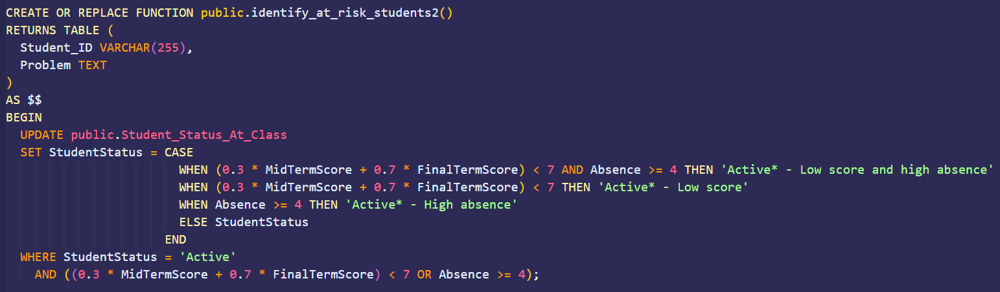 CREATE OR REPLACE FUNCTION public.identify_at_risk_students2()
RETURNS TABLE (
  Student_ID VARCHAR(255),
  Problem TEXT
)
AS $$
BEGIN
  UPDATE public.Student_Status_At_Class
  SET StudentStatus = CASE
                        WHEN (0.3 * MidTermScore + 0.7 * FinalTermScore) < 7 AND Absence >= 4 THEN 'Active* - Low score and high absence'
                        WHEN (0.3 * MidTermScore + 0.7 * FinalTermScore) < 7 THEN 'Active* - Low score'
                        WHEN Absence >= 4 THEN 'Active* - High absence'
                        ELSE StudentStatus
                      END
  WHERE StudentStatus = 'Active'
    AND ((0.3 * MidTermScore + 0.7 * FinalTermScore) < 7 OR Absence >= 4);